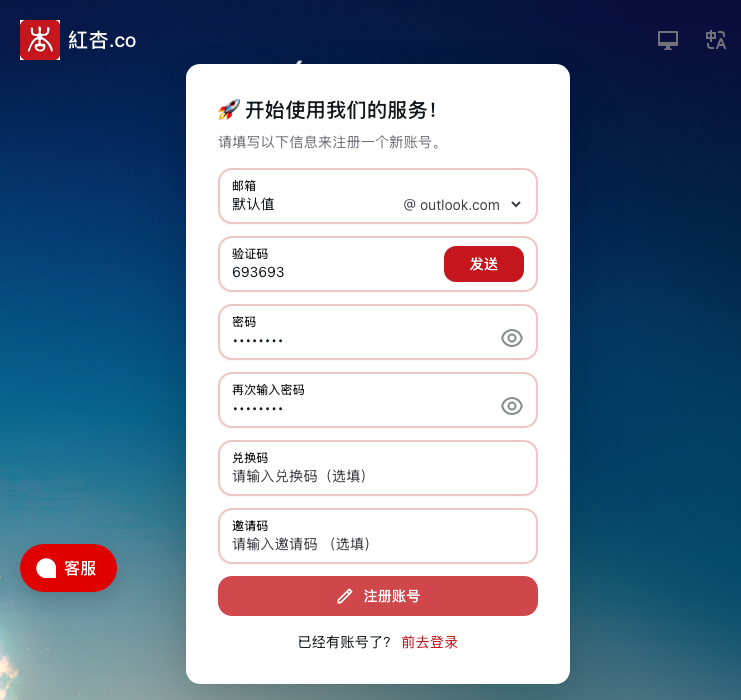 紅杏.co
🚀 开始使用我们的服务！
请填写以下信息来注册一个新账号。
邮箱
默认值 @ outlook.com
验证码
693693 发送
密码
••••••••
再次输入密码
••••••••
兑换码
请输入兑换码（选填）
邀请码
请输入邀请码 （选填）
客服
注册账号
已经有账号了? 前去登录